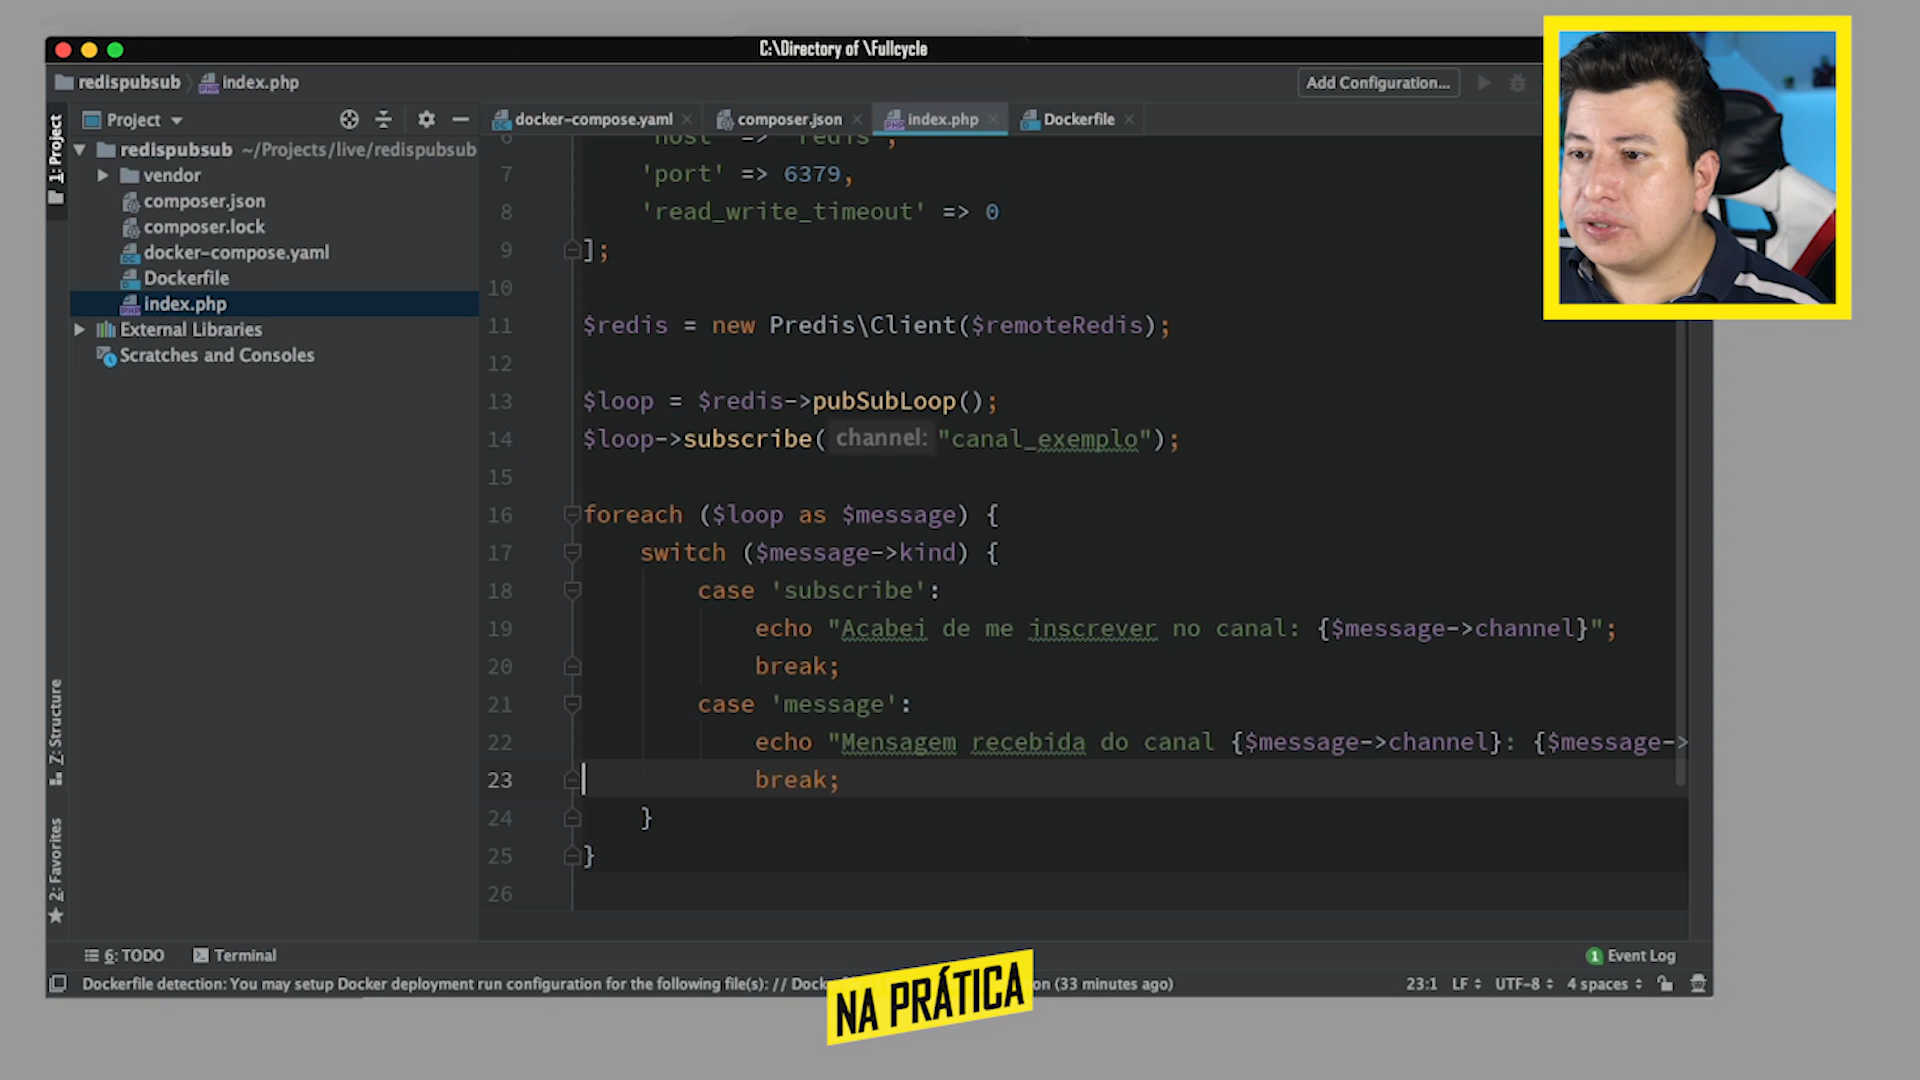 C:\Directory of \Fullcycle
redispubsub
index.php
Add Configuration...
1: Project
Project
docker-compose.yaml
composer.json
index.php
Dockerfile
redispubsub ~/Projects/live/redispubsub
vendor
composer.json
composer.lock
docker-compose.yaml
Dockerfile
index.php
External Libraries
Scratches and Consoles
6 'host' => 'redis',
7 'port' => 6379,
8 'read_write_timeout' => 0
9 ];
10
11 $redis = new Predis\Client($remoteRedis);
12
13 $loop = $redis->pubSubLoop();
14 $loop->subscribe( channel: "canal_exemplo");
15
16 foreach ($loop as $message) {
17 switch ($message->kind) {
18 case 'subscribe':
19 echo "Acabei de me inscrever no canal: {$message->channel}";
20 break;
21 case 'message':
22 echo "Mensagem recebida do canal {$message->channel}: {$message->
23 break;
24 }
25 }
26
Z: Structure
2: Favorites
6: TODO
Terminal
1 Event Log
Dockerfile detection: You may setup Docker deployment run configuration for the following file(s): // Dock
on (33 minutes ago)
23:1 LF UTF-8 4 spaces
NA PRÁTICA